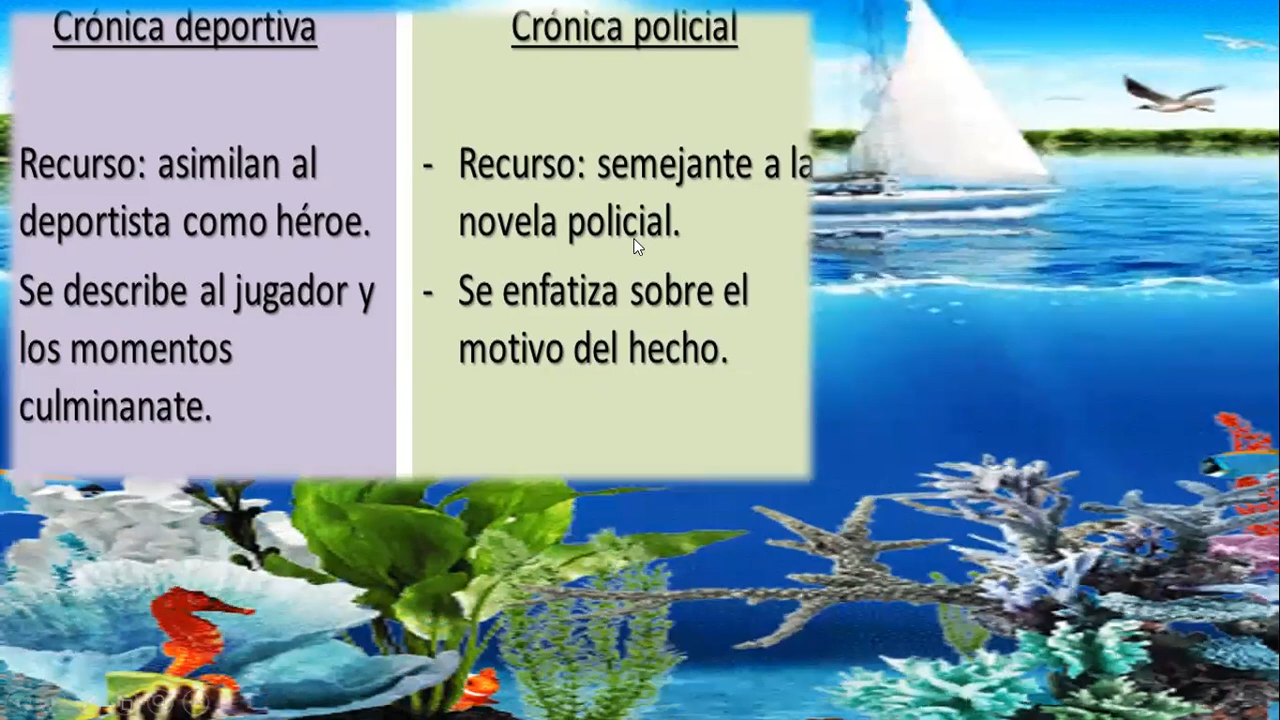 Crónica deportiva
Recurso: asimilan al
deportista como héroe.
Se describe al jugador y
los momentos
culminanate.
Crónica policial
- Recurso: semejante a la
novela policial.
- Se enfatiza sobre el
motivo del hecho.